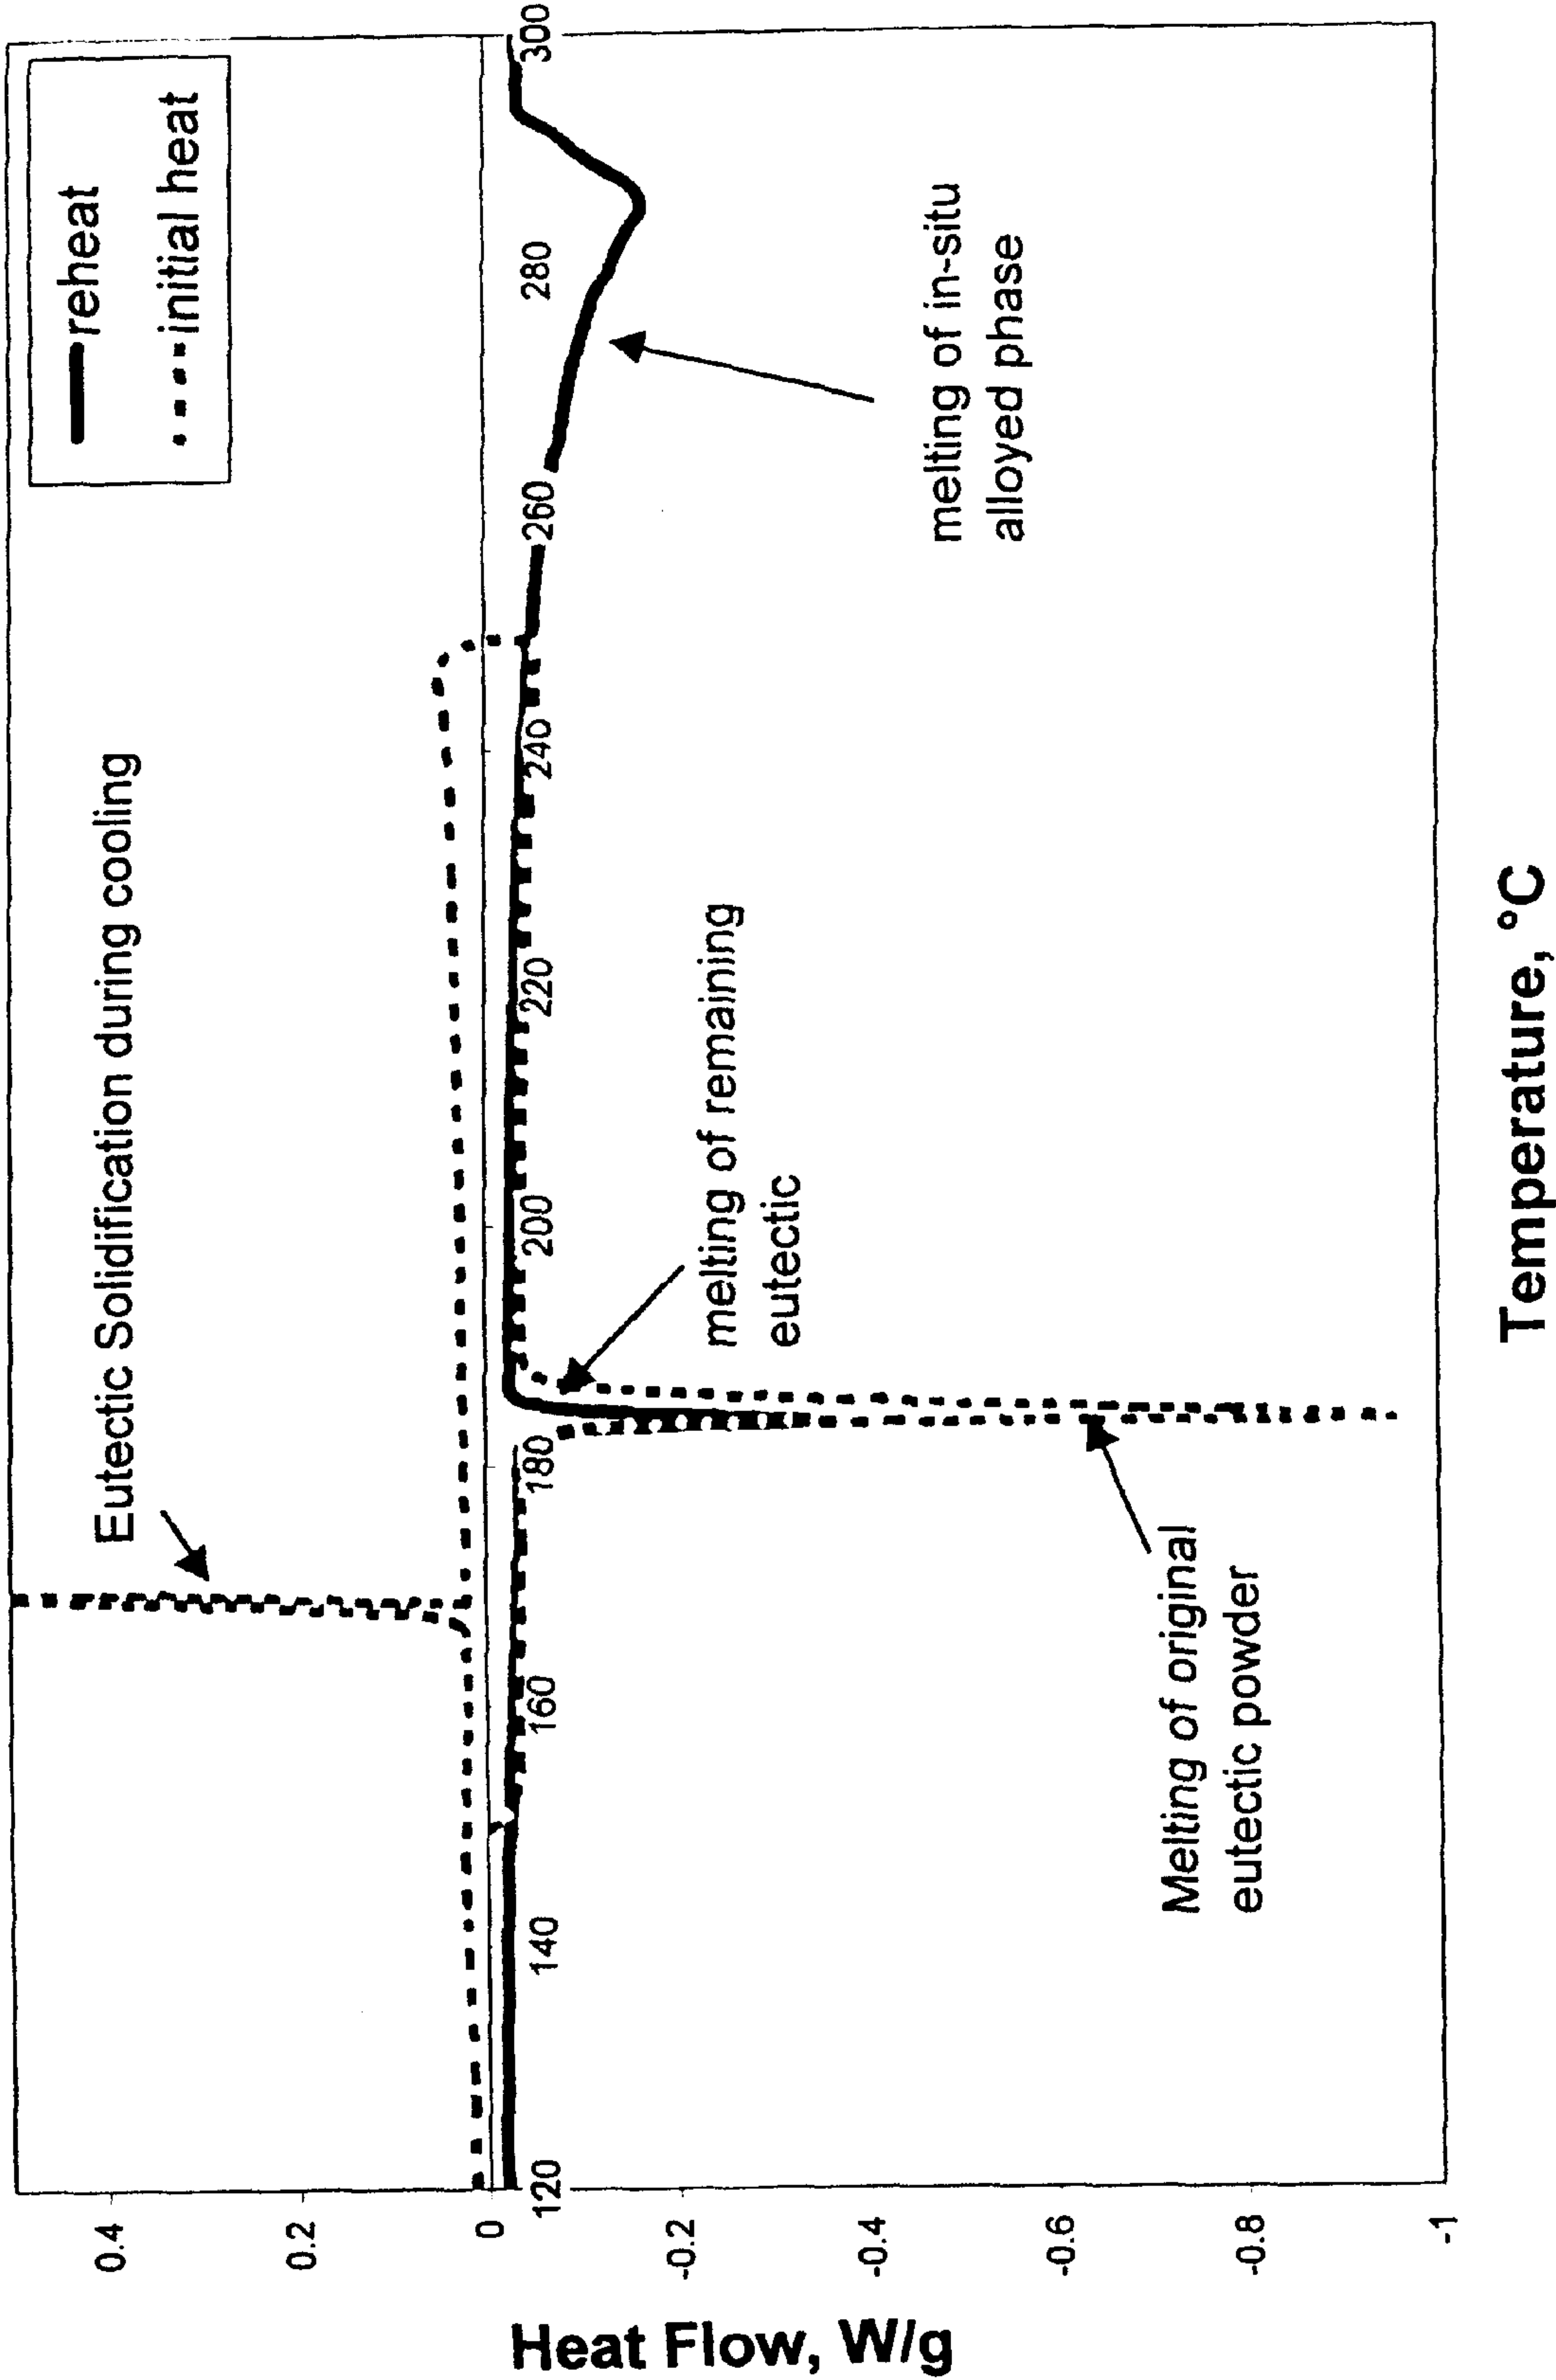 reheat
initial heat
Eutectic Solidification during cooling
0.4
0.2
0
-0.2
-0.4
-0.6
-0.8
-1
Heat Flow, W/g
120
140
160
180
200
220
240
260
280
300
melting of remaining
eutectic
melting of in-situ
alloyed phase
Melting of original
eutectic powder
Temperature, °C